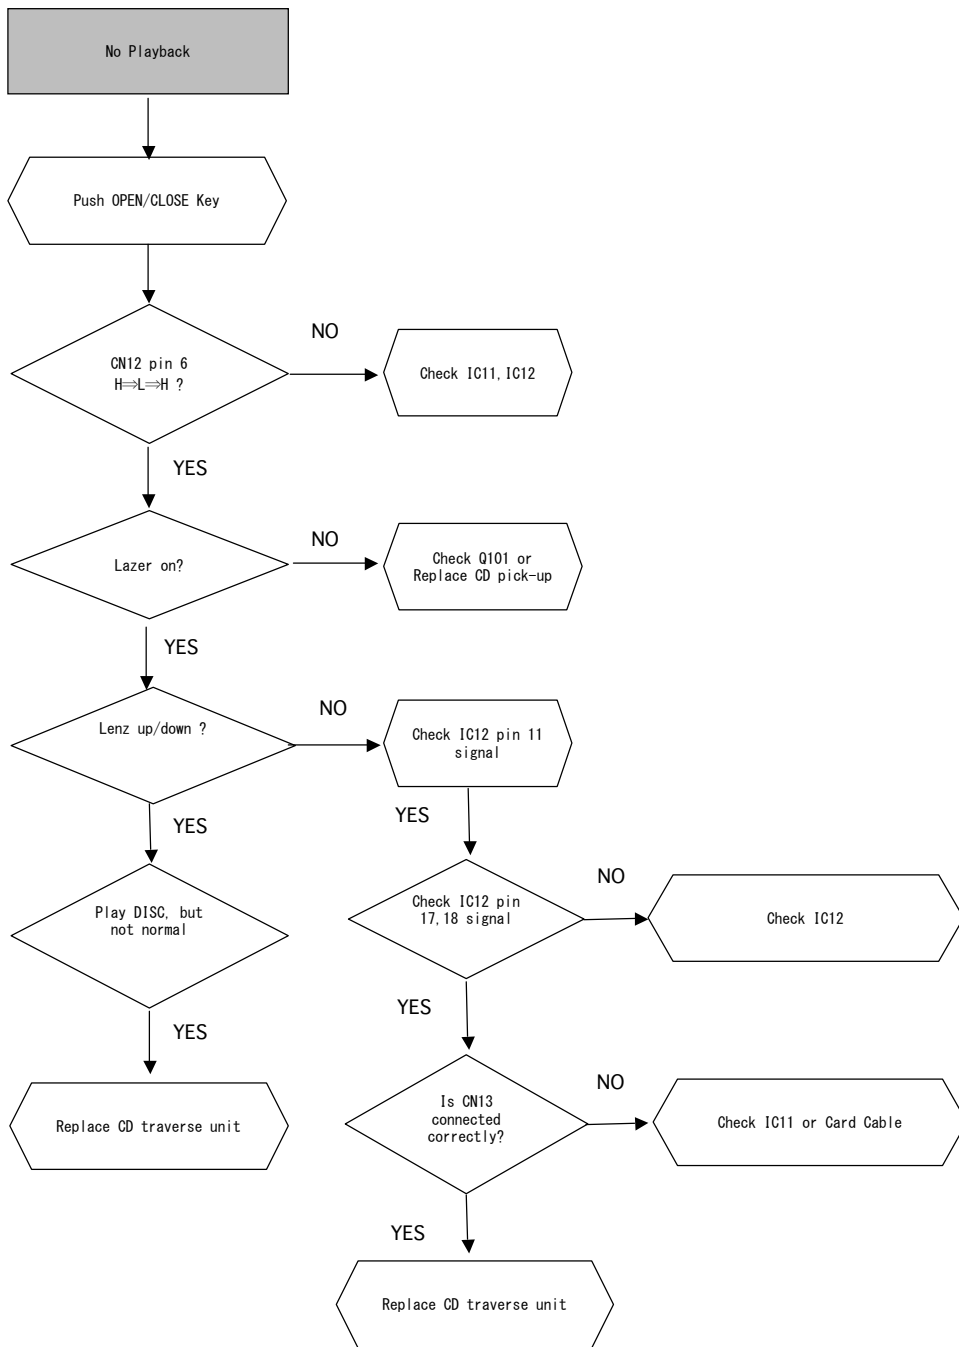 No Playback
Push OPEN/CLOSE Key
CN12 pin 6
H⇒L⇒H ?
NO
Check IC11,IC12
YES
Lazer on?
NO
Check Q101 or
Replace CD pick-up
YES
Lenz up/down ?
NO
Check IC12 pin 11
signal
YES
YES
Play DISC, but
not normal
Check IC12 pin
17,18 signal
NO
Check IC12
YES
YES
Replace CD traverse unit
Is CN13
connected
correctly?
NO
Check IC11 or Card Cable
YES
Replace CD traverse unit